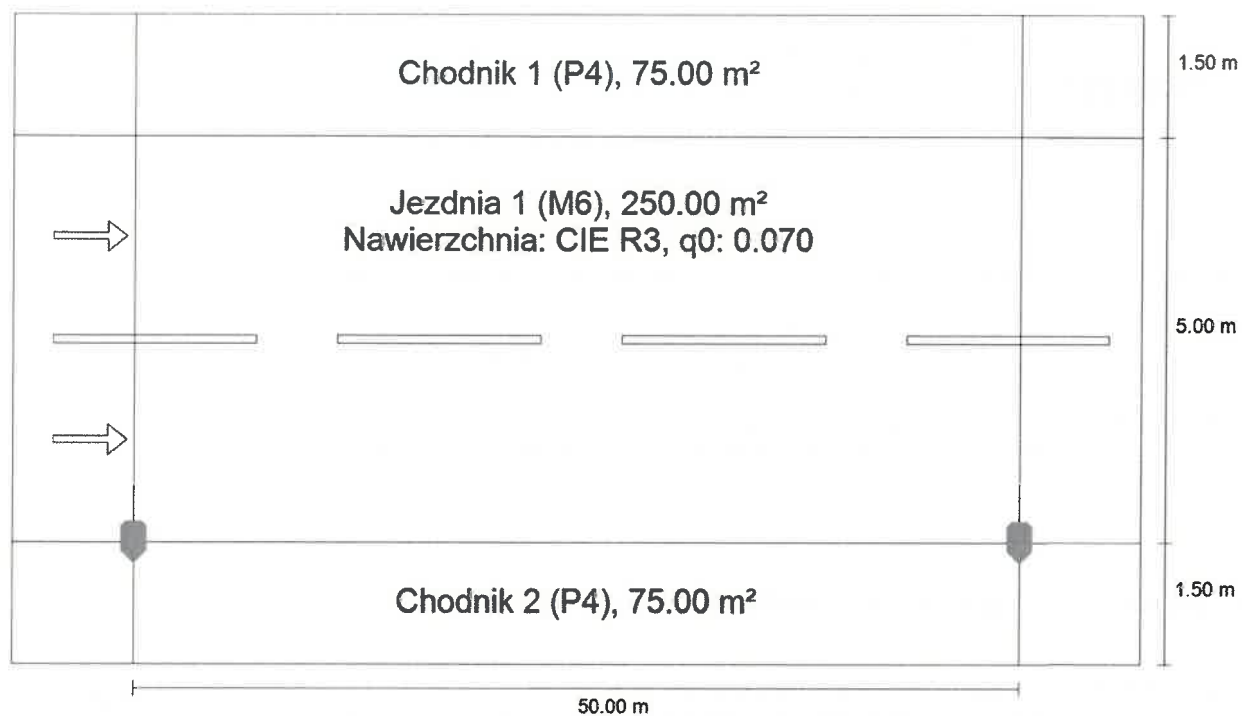 Chodnik 1 (P4), 75.00 m²
1.50 m
Jezdnia 1 (M6), 250.00 m²
Nawierzchnia: CIE R3, q0: 0.070
5.00 m
Chodnik 2 (P4), 75.00 m²
1.50 m
50.00 m